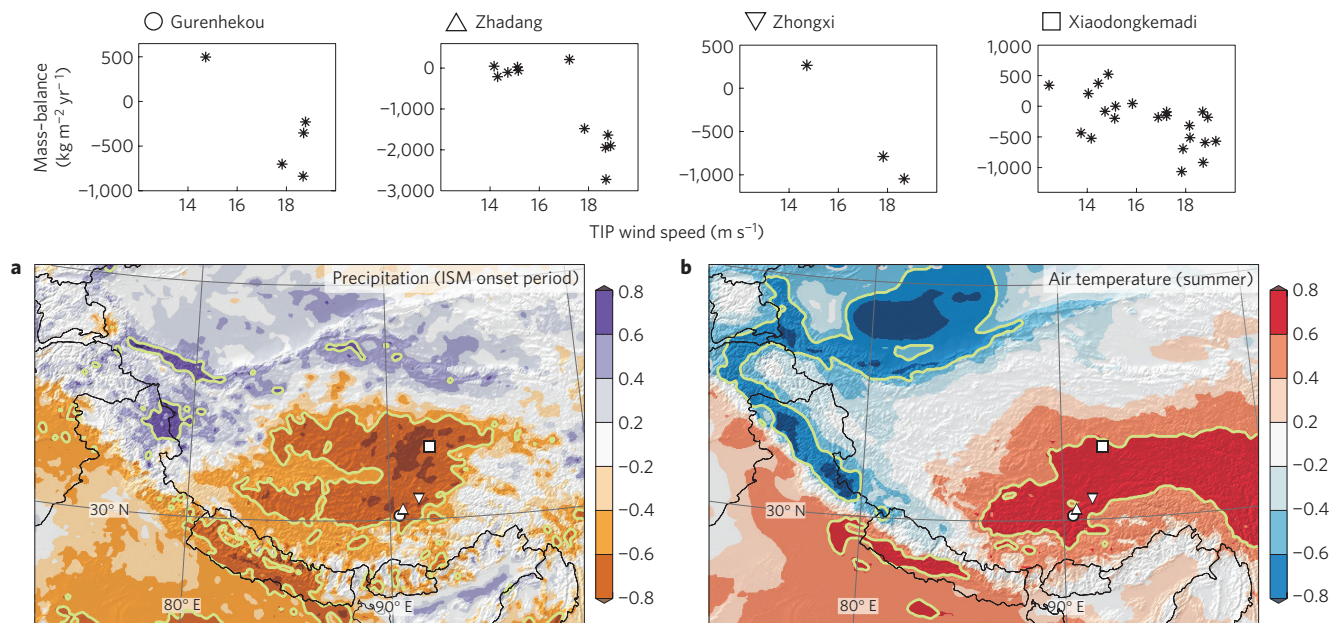 Gurenhekou
Zhadang
Zhongxi
Xiaodongkemadi
Mass–balance
(kg m⁻² yr⁻¹)
500
0
−500
−1,000
14 16 18
0
−1,000
−2,000
−3,000
14 16 18
500
0
−500
−1,000
14 16 18
1,000
500
0
−500
−1,000
14 16 18
TIP wind speed (m s⁻¹)
a
Precipitation (ISM onset period)
30° N
80° E
90° E
0.8
0.6
0.4
0.2
−0.2
−0.4
−0.6
−0.8
b
Air temperature (summer)
30° N
80° E
90° E
0.8
0.6
0.4
0.2
−0.2
−0.4
−0.6
−0.8